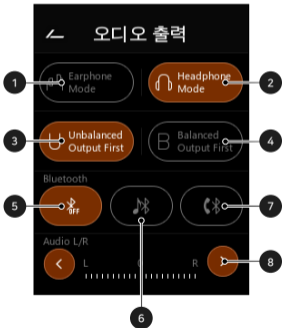 오디오 출력
Earphone Mode
Headphone Mode
1
2
Unbalanced Output First
Balanced Output First
3
4
Bluetooth
OFF
5
7
Audio L/R
L C R
8
6